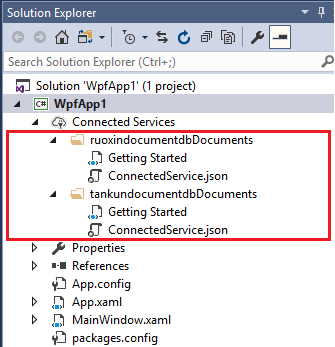 Solution Explorer
Search Solution Explorer (Ctrl+;)
Solution 'WpfApp1' (1 project)
C# WpfApp1
Connected Services
ruoxindocumentdbDocuments
Getting Started
ConnectedService.json
tankundocumentdbDocuments
Getting Started
ConnectedService.json
Properties
References
App.config
App.xaml
MainWindow.xaml
packages.config